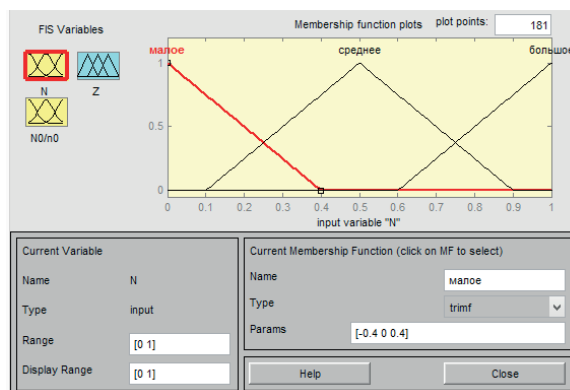 FIS Variables
N
Z
N0/n0
Membership function plots
plot points:
181
малое
среднее
большое
1
0.5
0
0 0.1 0.2 0.3 0.4 0.5 0.6 0.7 0.8 0.9 1
input variable "N"
Current Variable
Name N
Type input
Range [0 1]
Display Range [0 1]
Current Membership Function (click on MF to select)
Name малое
Type trimf
Params [-0.4 0 0.4]
Help
Close